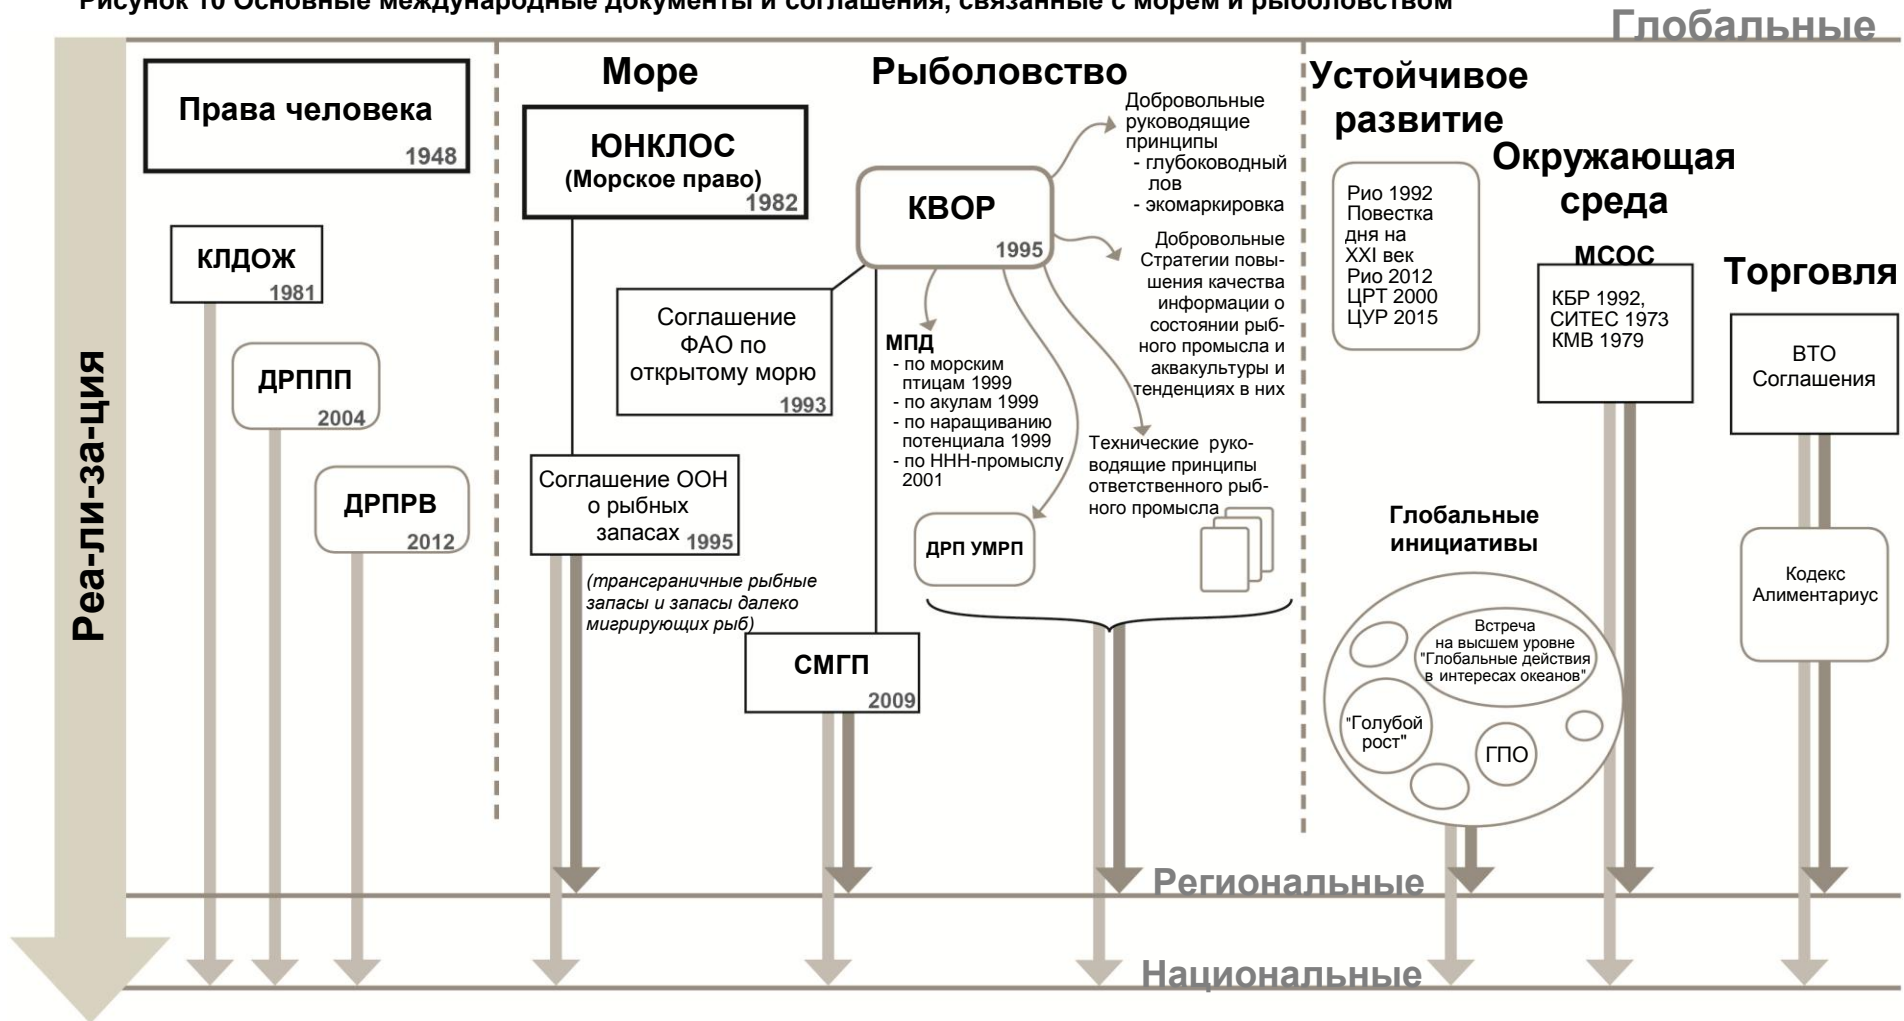 Рисунок 10 Основные международные документы и соглашения, связанные с морем и рыболовством
Глобальные
Реа-ли-за-ция
Права человека
1948
КЛДОЖ
1981
ДРППП
2004
ДРПРВ
2012
Море
ЮНКЛОС
(Морское право)
1982
Соглашение
ФАО по
открытому морю
1993
Соглашение ООН
о рыбных
запасах
1995
(трансграничные рыбные
запасы и запасы далеко
мигрирующих рыб)
СМГП
2009
Рыболовство
КВОР
1995
Добровольные
руководящие
принципы
- глубоководный
лов
- экомаркировка
Добровольные
Стратегии повы-
шения качества
информации о
состоянии рыб-
ного промысла и
аквакультуры и
тенденциях в них
МПД
- по морским
птицам 1999
- по акулам 1999
- по наращиванию
потенциала 1999
- по ННН-промыслу
2001
Технические руко-
водящие принципы
ответственного рыб-
ного промысла
ДРП УМРП
Устойчивое
развитие
Рио 1992
Повестка
дня на
XXI век
Рио 2012
ЦРТ 2000
ЦУР 2015
Окружающая
среда
МСОС
КБР 1992,
СИТЕС 1973
КМВ 1979
Торговля
ВТО
Соглашения
Кодекс
Алиментариус
Глобальные
инициативы
Встреча
на высшем уровне
"Глобальные действия
в интересах океанов"
"Голубой
рост"
ГПО
Региональные
Национальные